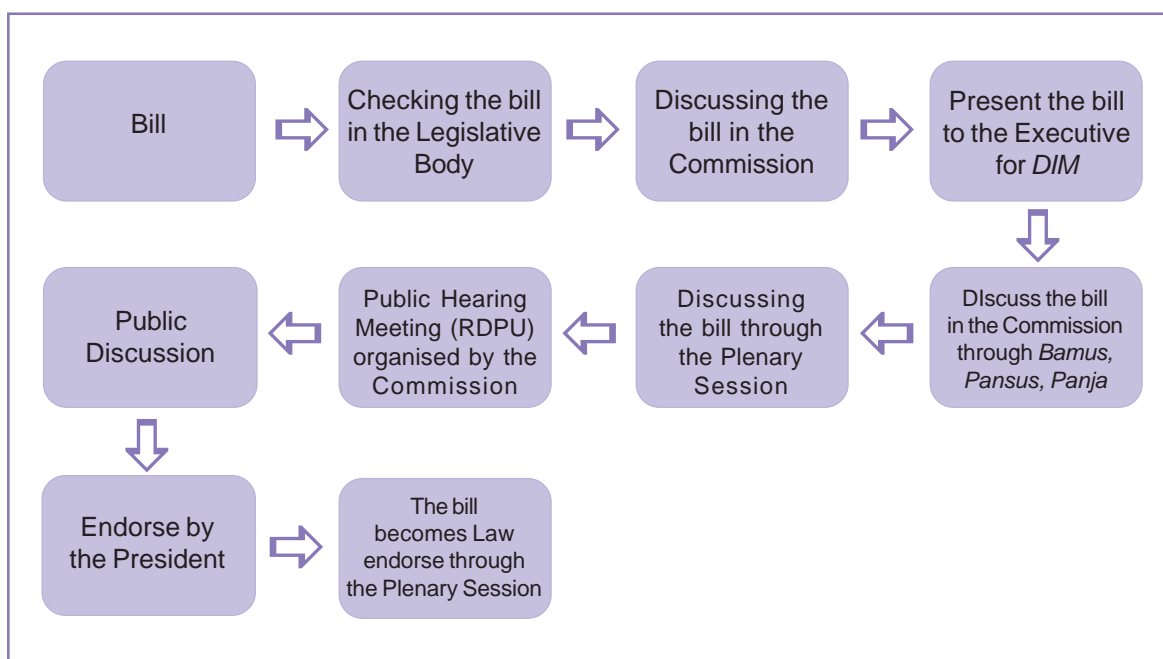 Bill
Checking the bill
in the Legislative
Body
Discussing the
bill in the
Commission
Present the bill
to the Executive
for DIM
DIscuss the bill
in the Commission
through Bamus,
Pansus, Panja
Discussing
the bill through
the Plenary
Session
Public Hearing
Meeting (RDPU)
organised by the
Commission
Public
Discussion
Endorse by
the President
The bill
becomes Law
endorse through
the Plenary Session